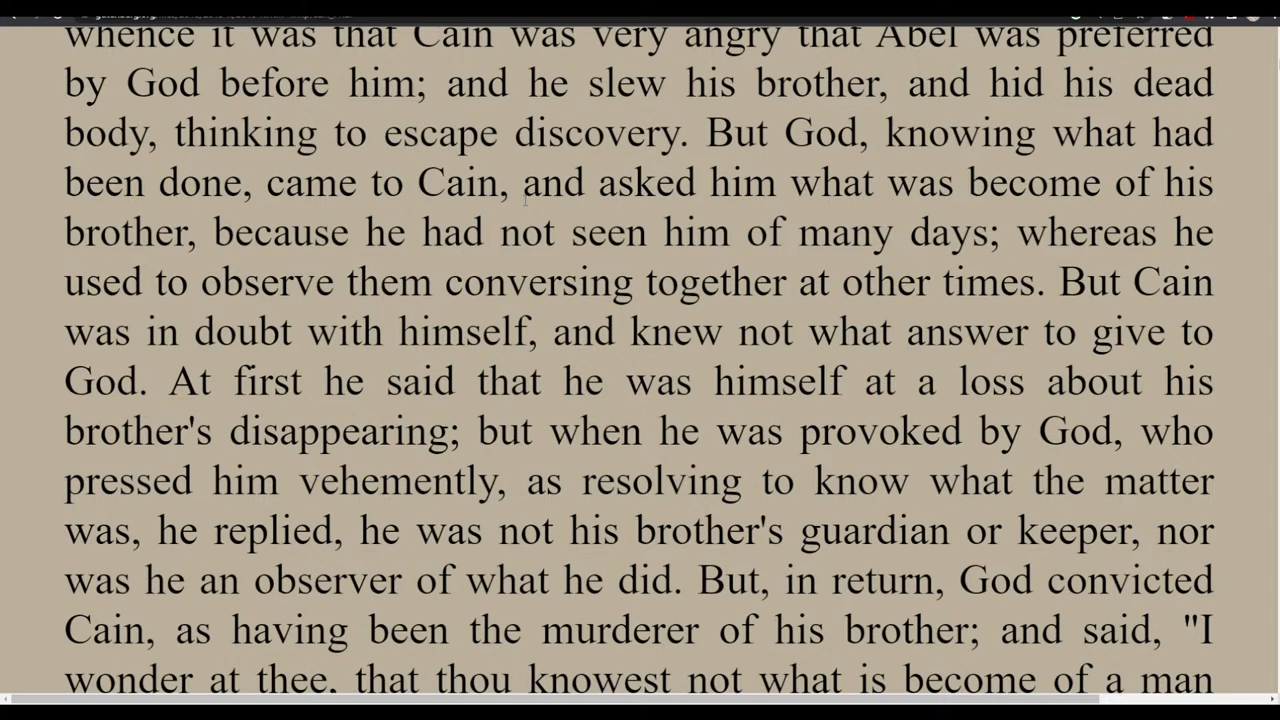 whence it was that Cain was very angry that Abel was preferred
by God before him; and he slew his brother, and hid his dead
body, thinking to escape discovery. But God, knowing what had
been done, came to Cain, and asked him what was become of his
brother, because he had not seen him of many days; whereas he
used to observe them conversing together at other times. But Cain
was in doubt with himself, and knew not what answer to give to
God. At first he said that he was himself at a loss about his
brother's disappearing; but when he was provoked by God, who
pressed him vehemently, as resolving to know what the matter
was, he replied, he was not his brother's guardian or keeper, nor
was he an observer of what he did. But, in return, God convicted
Cain, as having been the murderer of his brother; and said, "I
wonder at thee, that thou knowest not what is become of a man